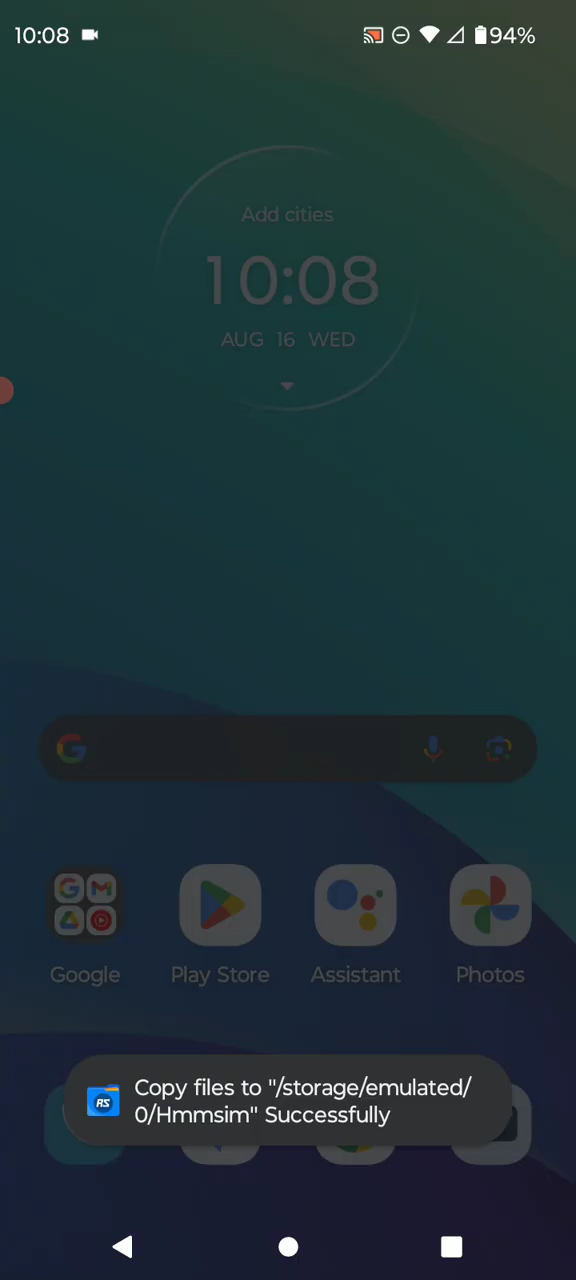 10:08
94%
Add cities
10:08
AUG 16 WED
Google
Play Store
Assistant
Photos
RS
Copy files to "/storage/emulated/
0/Hmmsim" Successfully